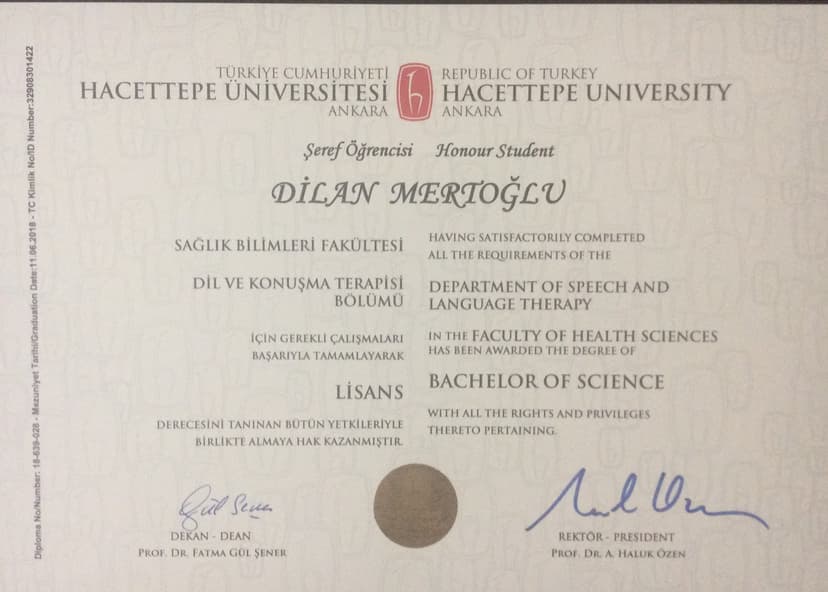 TÜRKİYE CUMHURİYETİ
HACETTEPE ÜNİVERSİTESİ
ANKARA
REPUBLIC OF TURKEY
HACETTEPE UNIVERSITY
ANKARA
Şeref Öğrencisi Honour Student
DİLAN MERTOĞLU
SAĞLIK BİLİMLERİ FAKÜLTESİ
DİL VE KONUŞMA TERAPİSİ
BÖLÜMÜ
İÇİN GEREKLİ ÇALIŞMALARI
BAŞARIYLA TAMAMLAYARAK
LİSANS
DERECESİNİ TANINAN BÜTÜN YETKİLERİYLE
BİRLİKTE ALMAYA HAK KAZANMIŞTIR.
HAVING SATISFACTORILY COMPLETED
ALL THE REQUIREMENTS OF THE
DEPARTMENT OF SPEECH AND
LANGUAGE THERAPY
IN THE FACULTY OF HEALTH SCIENCES
HAS BEEN AWARDED THE DEGREE OF
BACHELOR OF SCIENCE
WITH ALL THE RIGHTS AND PRIVILEGES
THERETO PERTAINING.
Gül Şener
DEKAN - DEAN
PROF. DR. FATMA GÜL ŞENER
REKTÖR - PRESIDENT
PROF. DR. A. HALUK ÖZEN
Diploma No/Number: 18-639-028 - Mezuniyet Tarihi/Graduation Date:11.06.2018 - TC Kimlik No/ID Number:32908301422